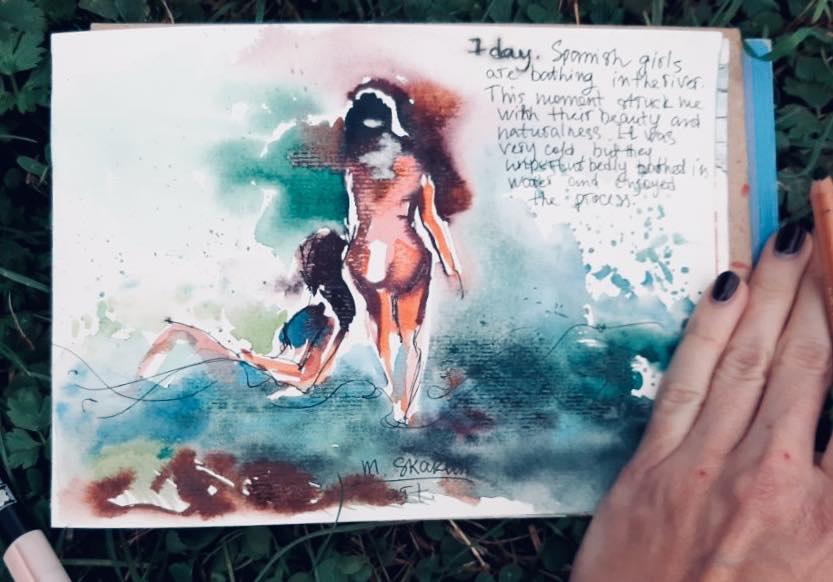 7 day. Spanish girls
are bathing in the river.
This moment struck me
with their beauty and
naturalness. It was
very cold but they
bathed in
water and enjoyed
the process.
M. Skakun
art